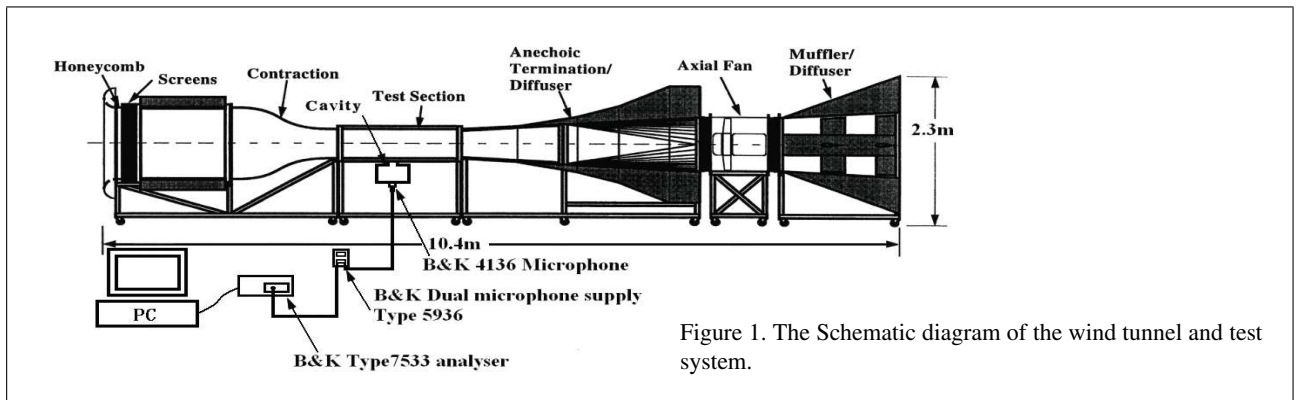 Honeycomb
Screens
Contraction
Cavity
Test Section
Anechoic
Termination/
Diffuser
Axial Fan
Muffler/
Diffuser
2.3m
10.4m
B&K 4136 Microphone
B&K Dual microphone supply
Type 5936
PC
B&K Type7533 analyser
Figure 1. The Schematic diagram of the wind tunnel and test
system.